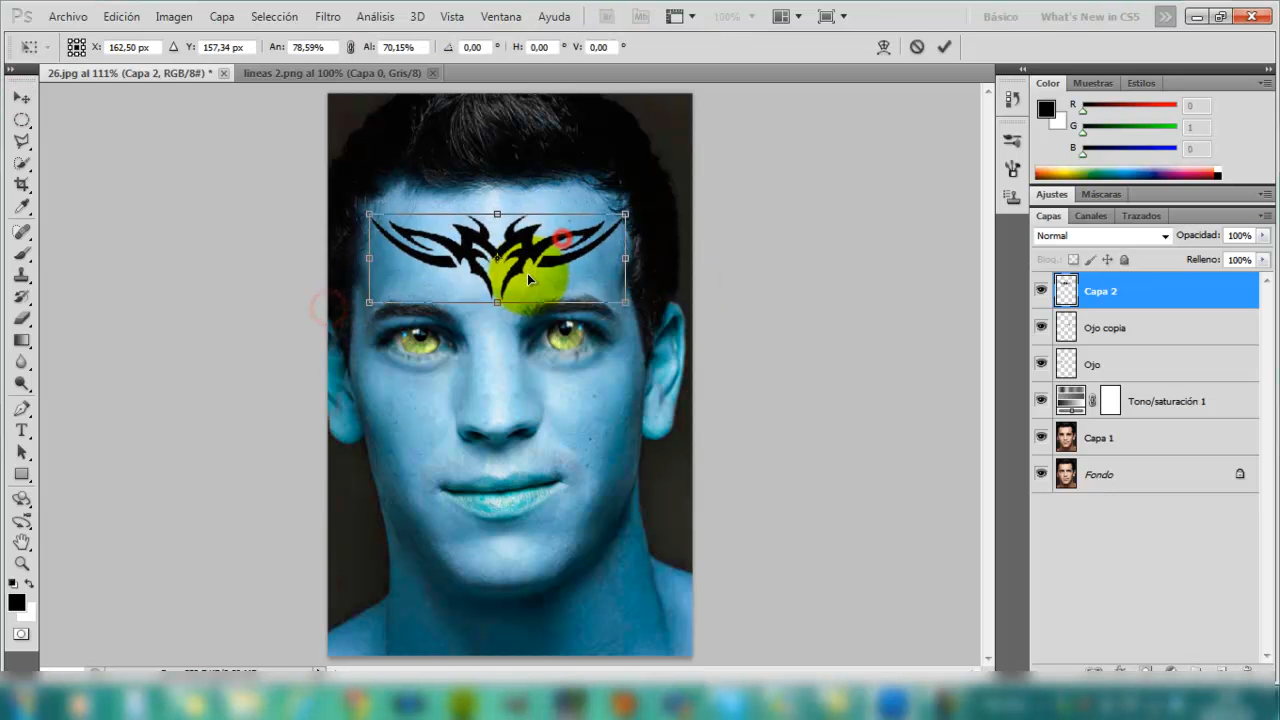 Ps Archivo Edición Imagen Capa Selección Filtro Análisis 3D Vista Ventana Ayuda Br Mb 100% Básico What's New in CS5
X: 162,50 px Y: 157,34 px An: 78,59% Al: 70,15% 0,00 ° H: 0,00 ° V: 0,00 °
26.jpg al 111% (Capa 2, RGB/8#) * lineas 2.png al 100% (Capa 0, Gris/8)
Color Muestras Estilos
R 0
G 1
B 0
Ajustes Máscaras
Capas Canales Trazados
Normal Opacidad: 100%
Bloq.: Relleno: 100%
Capa 2
Ojo copia
Ojo
Tono/saturación 1
Capa 1
Fondo